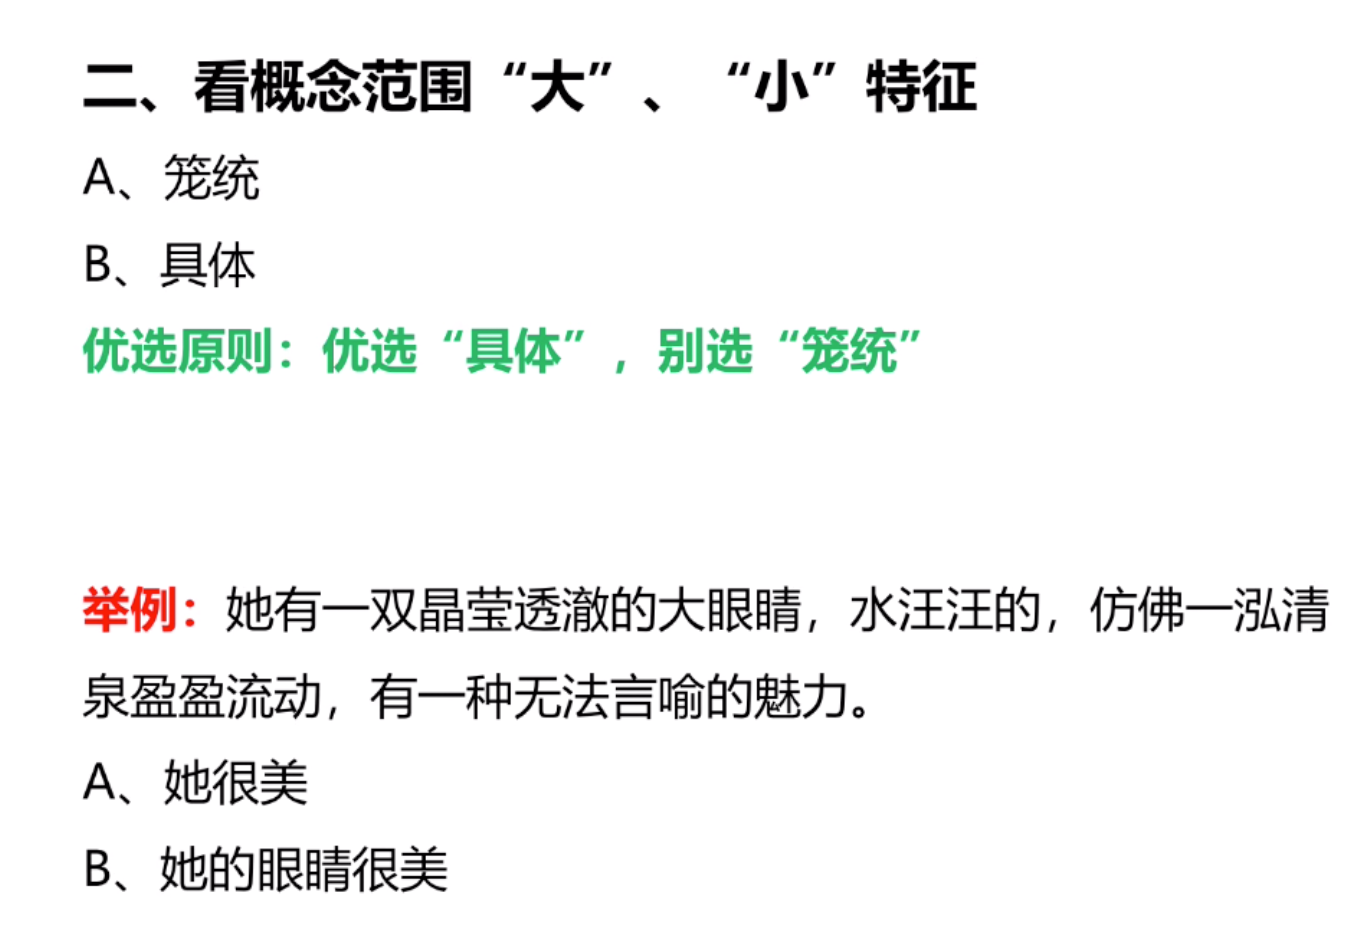 二、看概念范围“大”、“小”特征
A、笼统
B、具体
优选原则：优选“具体”，别选“笼统”
举例：她有一双晶莹透澈的大眼睛，水汪汪的，仿佛一泓清
泉盈盈流动，有一种无法言喻的魅力。
A、她很美
B、她的眼睛很美